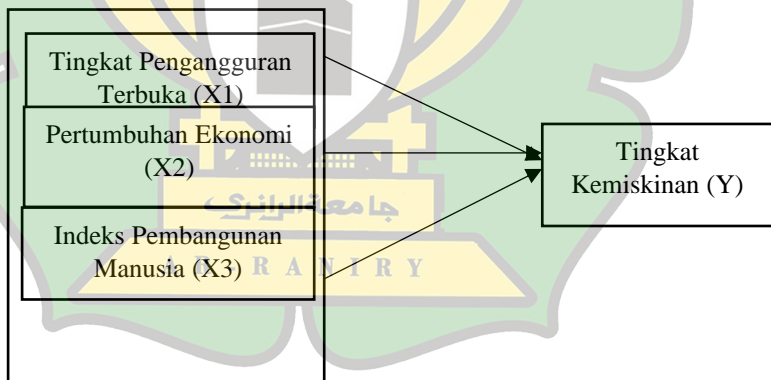 Tingkat Pengangguran
Terbuka (X1)
Pertumbuhan Ekonomi
(X2)
Indeks Pembangunan
Manusia (X3)
Tingkat
Kemiskinan (Y)
جامعة الرانري
A R - R A N I R Y